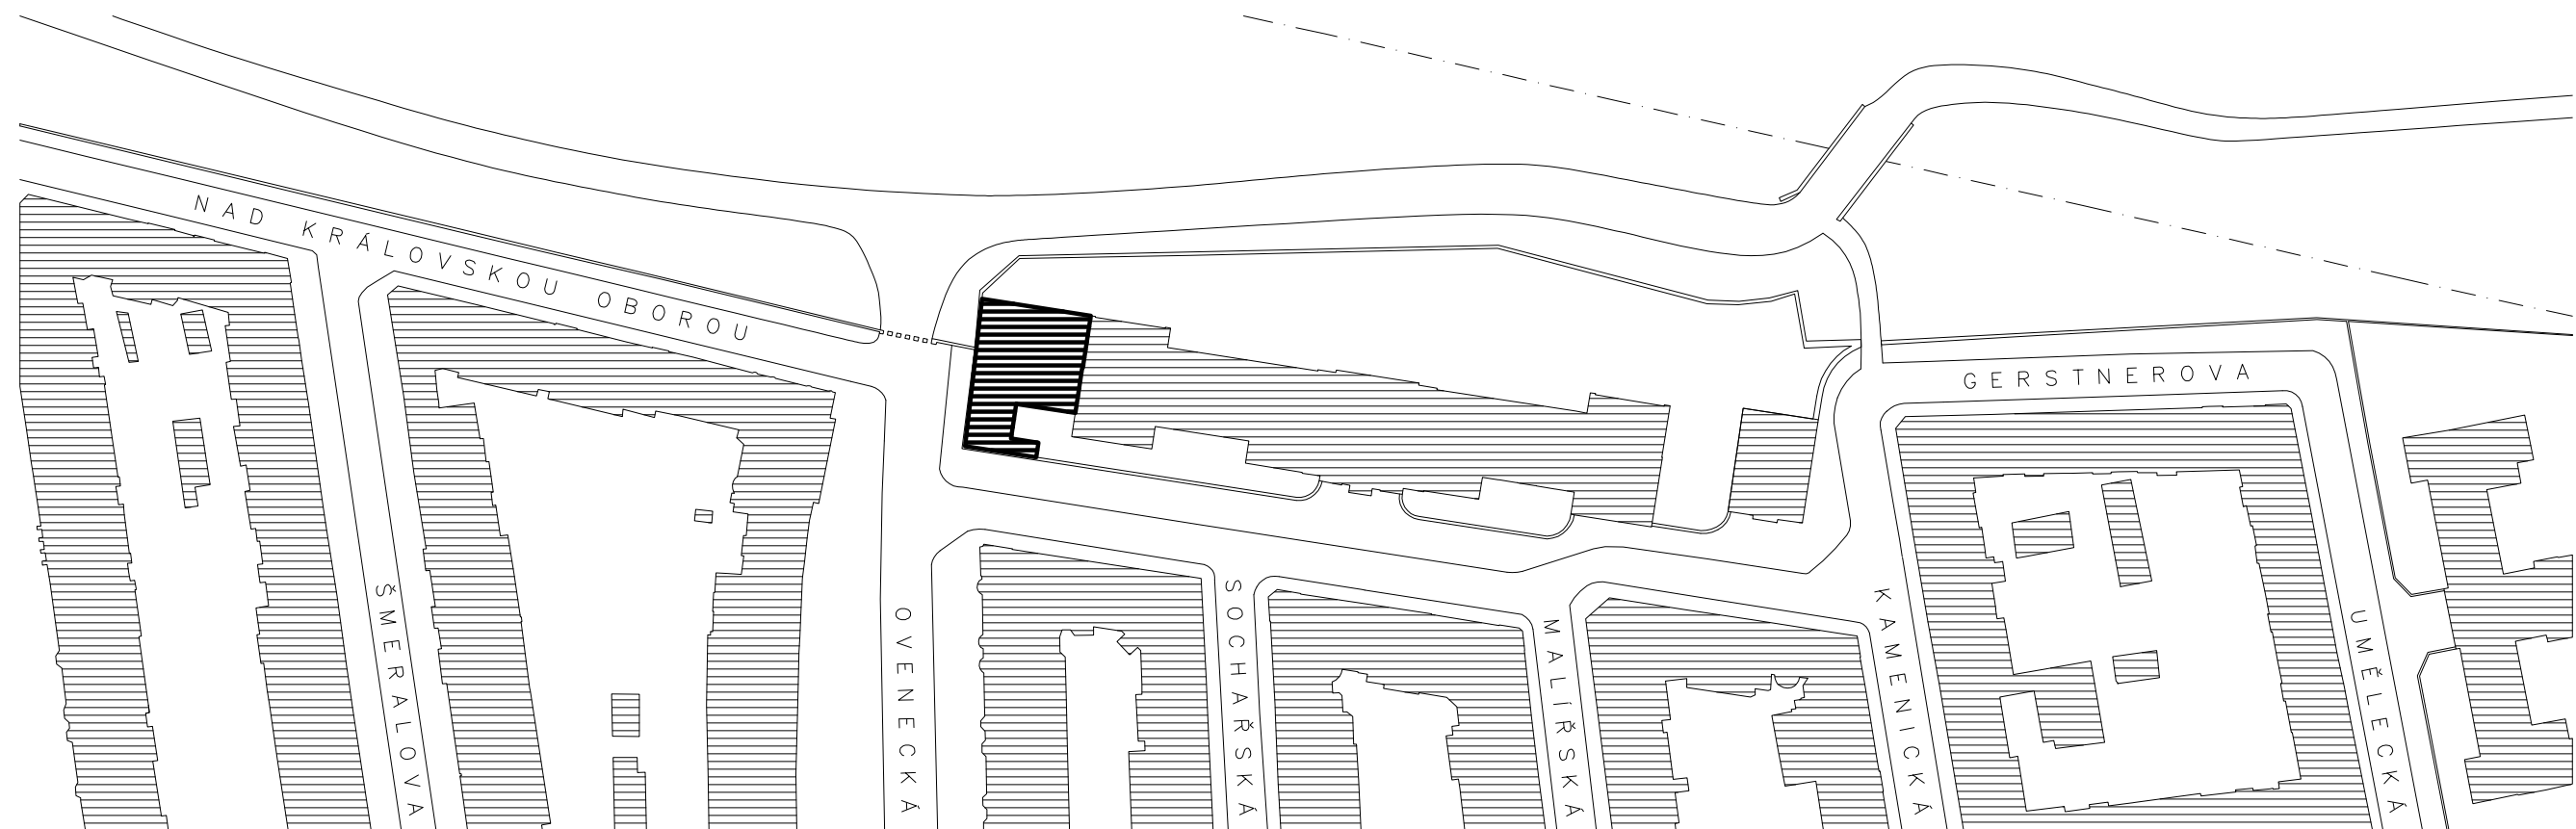 NAD KRÁLOVSKOU OBOROU
GERSTNEROVA
ŠMERALOVA
OVENECKÁ
SOCHAŘSKÁ
MALÍŘSKÁ
KAMENICKÁ
UMĚLECKÁ